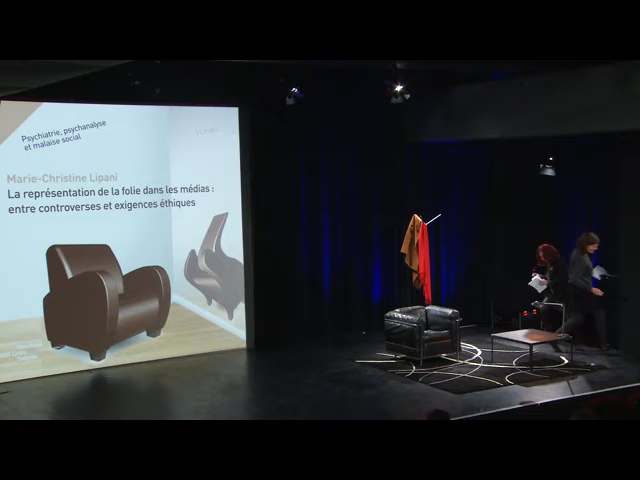 Psychiatrie, psychanalyse
et malaise social
Marie-Christine Lipani
La représentation de la folie dans les médias :
entre controverses et exigences éthiques